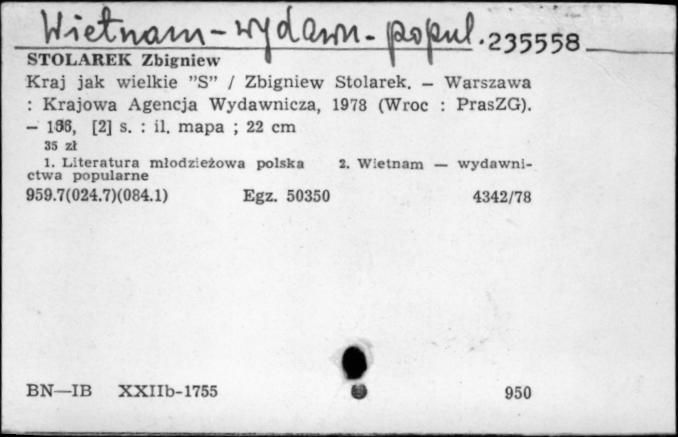 Wietnam - wydawn. popul. 235558
STOLAREK Zbigniew
Kraj jak wielkie ”S” / Zbigniew Stolarek. — Warszawa
: Krajowa Agencja Wydawnicza, 1978 (Wroc : PrasZG).
— [2] s. : il. mapa ; 22 cm
35 zł
1. Literatura młodzieżowa polska 2. Wietnam — wydawni-
ctwa popularne
959.7(024.7)(084.1) Egz. 50350 4342/78
BN—IB XXIIb-1755 950